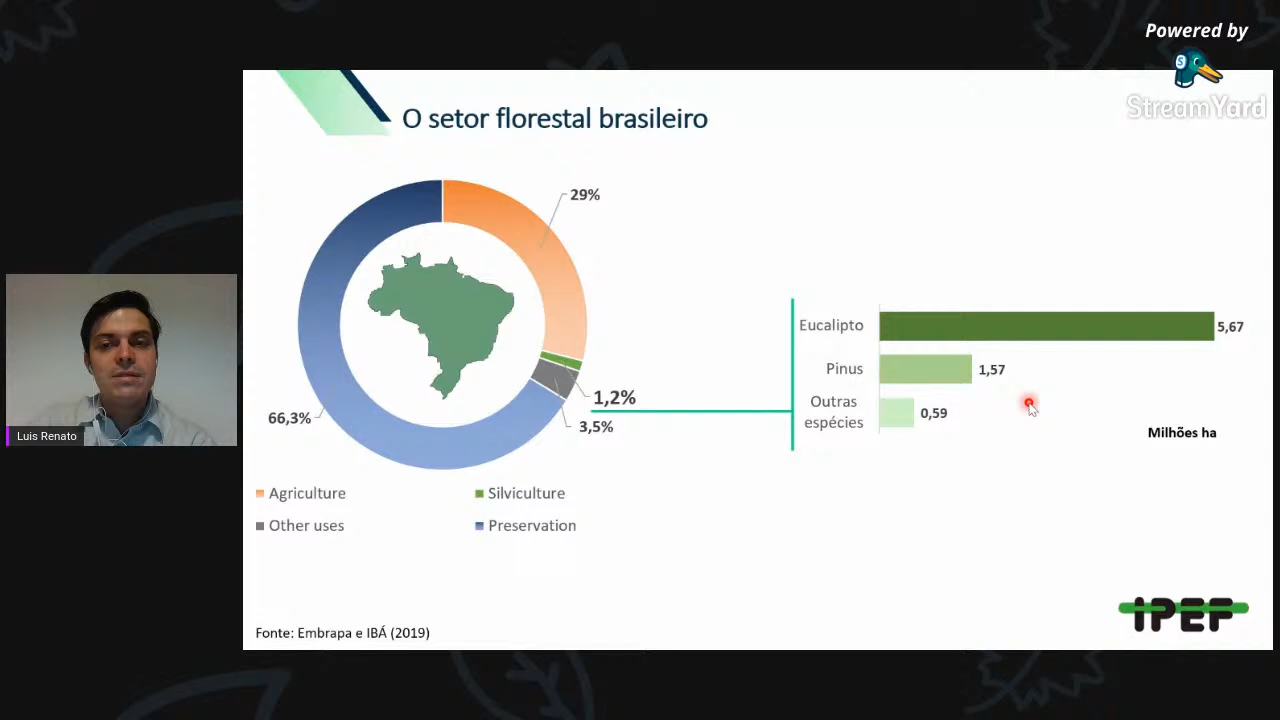 Powered by
StreamYard
O setor florestal brasileiro
29%
1,2%
3,5%
66,3%
Agriculture
Silviculture
Other uses
Preservation
Eucalipto
5,67
Pinus
1,57
Outras
espécies
0,59
Milhões ha
Luis Renato
Fonte: Embrapa e IBÁ (2019)
IPEF